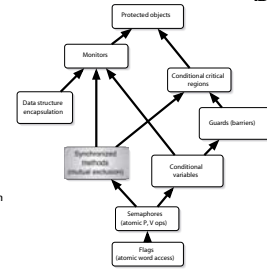 Protected objects
Monitors
Conditional critical
regions
Data structure
encapsulation
Guards (barriers)
Synchronized
methods
(mutual exclusion)
Conditional
variables
n
Semaphores
(atomic P, V ops)
Flags
(atomic word access)